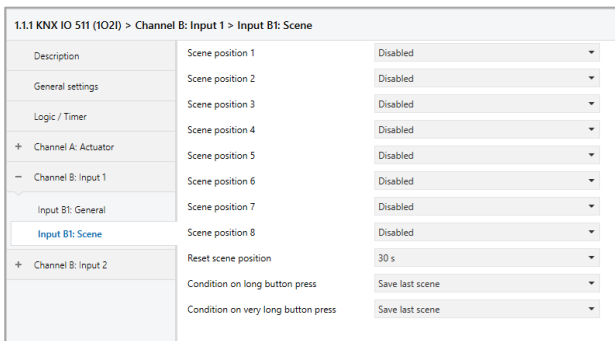 1.1.1 KNX IO 511 (1O2I) > Channel B: Input 1 > Input B1: Scene
Description
General settings
Logic / Timer
+ Channel A: Actuator
− Channel B: Input 1
Input B1: General
Input B1: Scene
+ Channel B: Input 2
Scene position 1 Disabled
Scene position 2 Disabled
Scene position 3 Disabled
Scene position 4 Disabled
Scene position 5 Disabled
Scene position 6 Disabled
Scene position 7 Disabled
Scene position 8 Disabled
Reset scene position 30 s
Condition on long button press Save last scene
Condition on very long button press Save last scene